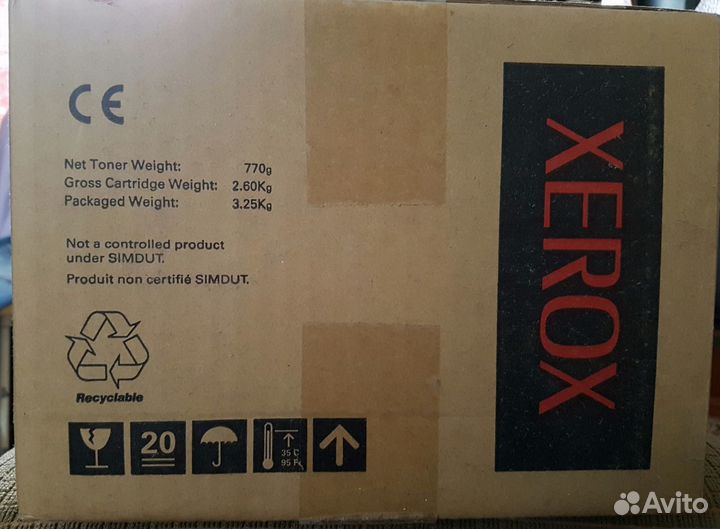 CE
Net Toner Weight: 770g
Gross Cartridge Weight: 2.60Kg
Packaged Weight: 3.25Kg
Not a controlled product
under SIMDUT.
Produit non certifié SIMDUT.
Recyclable
20
35 C
95 F
XEROX
Avito